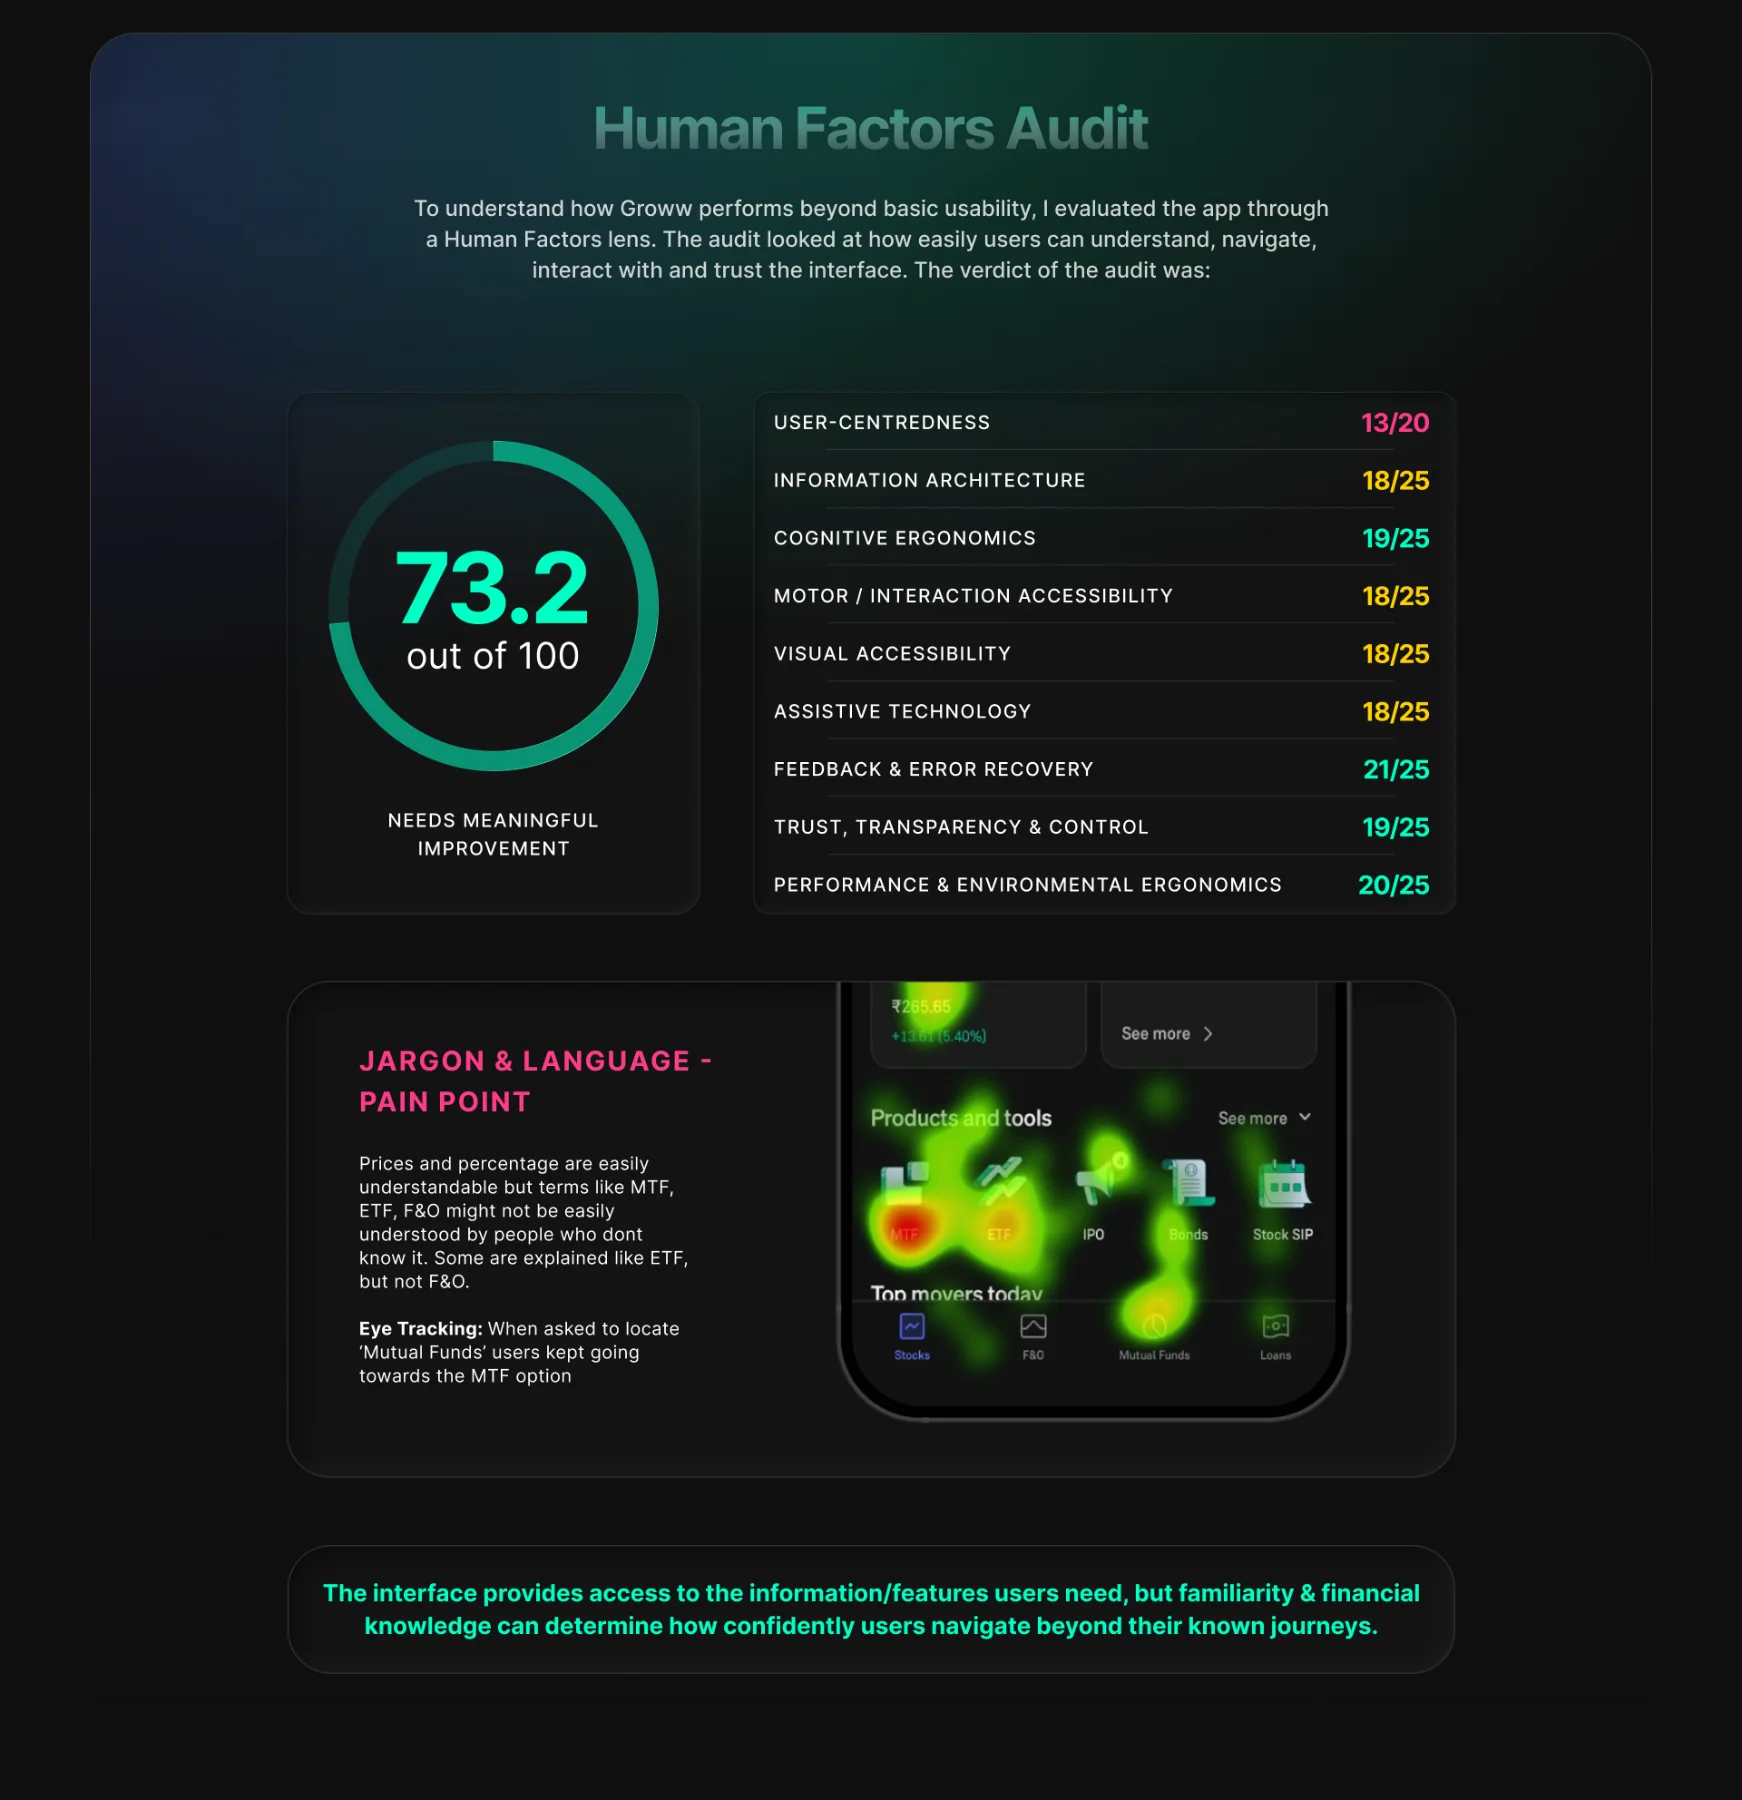 Human Factors Audit
To understand how Groww performs beyond basic usability, I evaluated the app through
a Human Factors lens. The audit looked at how easily users can understand, navigate,
interact with and trust the interface. The verdict of the audit was:
73.2
out of 100
NEEDS MEANINGFUL
IMPROVEMENT
USER-CENTREDNESS 13/20
INFORMATION ARCHITECTURE 18/25
COGNITIVE ERGONOMICS 19/25
MOTOR / INTERACTION ACCESSIBILITY 18/25
VISUAL ACCESSIBILITY 18/25
ASSISTIVE TECHNOLOGY 18/25
FEEDBACK & ERROR RECOVERY 21/25
TRUST, TRANSPARENCY & CONTROL 19/25
PERFORMANCE & ENVIRONMENTAL ERGONOMICS 20/25
JARGON & LANGUAGE -
PAIN POINT
Prices and percentage are easily
understandable but terms like MTF,
ETF, F&O might not be easily
understood by people who dont
know it. Some are explained like ETF,
but not F&O.
Eye Tracking: When asked to locate
‘Mutual Funds’ users kept going
towards the MTF option
₹265.65
+13.61 (5.40%)
See more
Products and tools
See more
4
MTF
ETF
IPO
Bonds
Stock SIP
Top movers today
Stocks
F&O
Mutual Funds
Loans
The interface provides access to the information/features users need, but familiarity & financial
knowledge can determine how confidently users navigate beyond their known journeys.